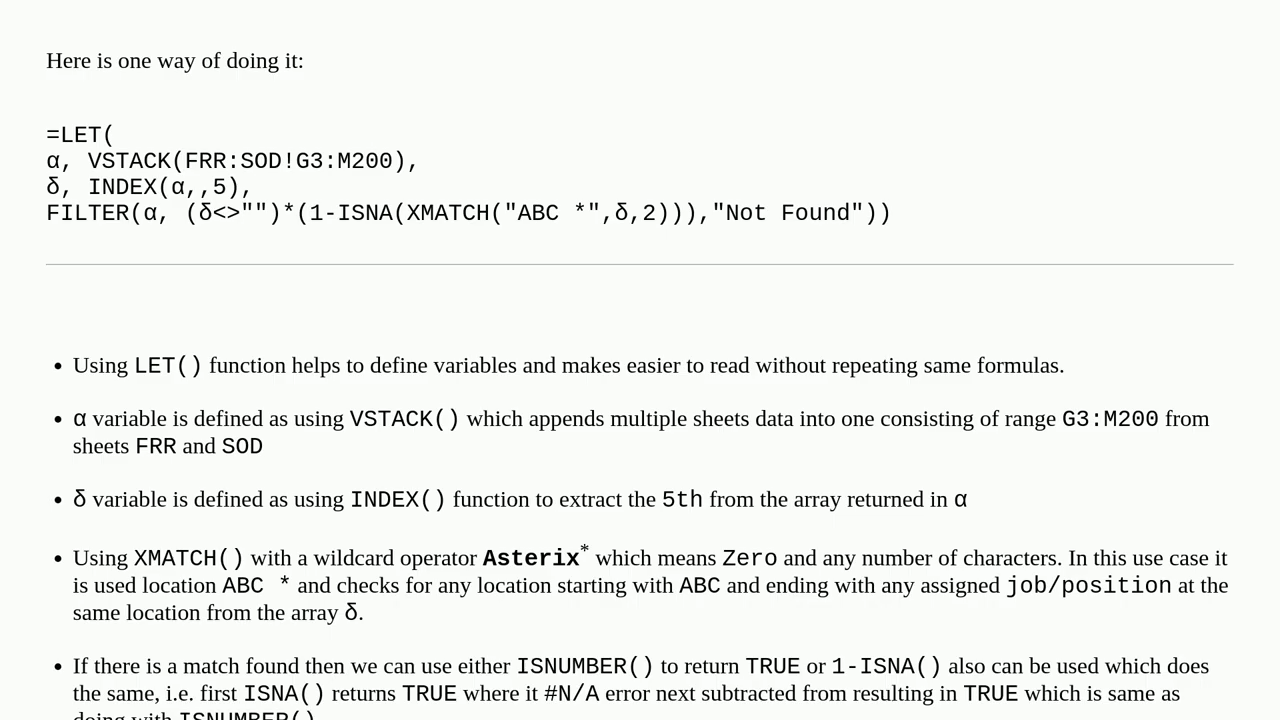 Here is one way of doing it:
=LET(
α, VSTACK(FRR:SOD!G3:M200),
δ, INDEX(α,,5),
FILTER(α, (δ<>"")*(1-ISNA(XMATCH("ABC *",δ,2))),"Not Found"))
• Using LET() function helps to define variables and makes easier to read without repeating same formulas.
• α variable is defined as using VSTACK() which appends multiple sheets data into one consisting of range G3:M200 from
sheets FRR and SOD
• δ variable is defined as using INDEX() function to extract the 5th from the array returned in α
• Using XMATCH() with a wildcard operator Asterix* which means Zero and any number of characters. In this use case it
is used location ABC * and checks for any location starting with ABC and ending with any assigned job/position at the
same location from the array δ.
• If there is a match found then we can use either ISNUMBER() to return TRUE or 1-ISNA() also can be used which does
the same, i.e. first ISNA() returns TRUE where it #N/A error next subtracted from resulting in TRUE which is same as
doing with ISNUMBER()